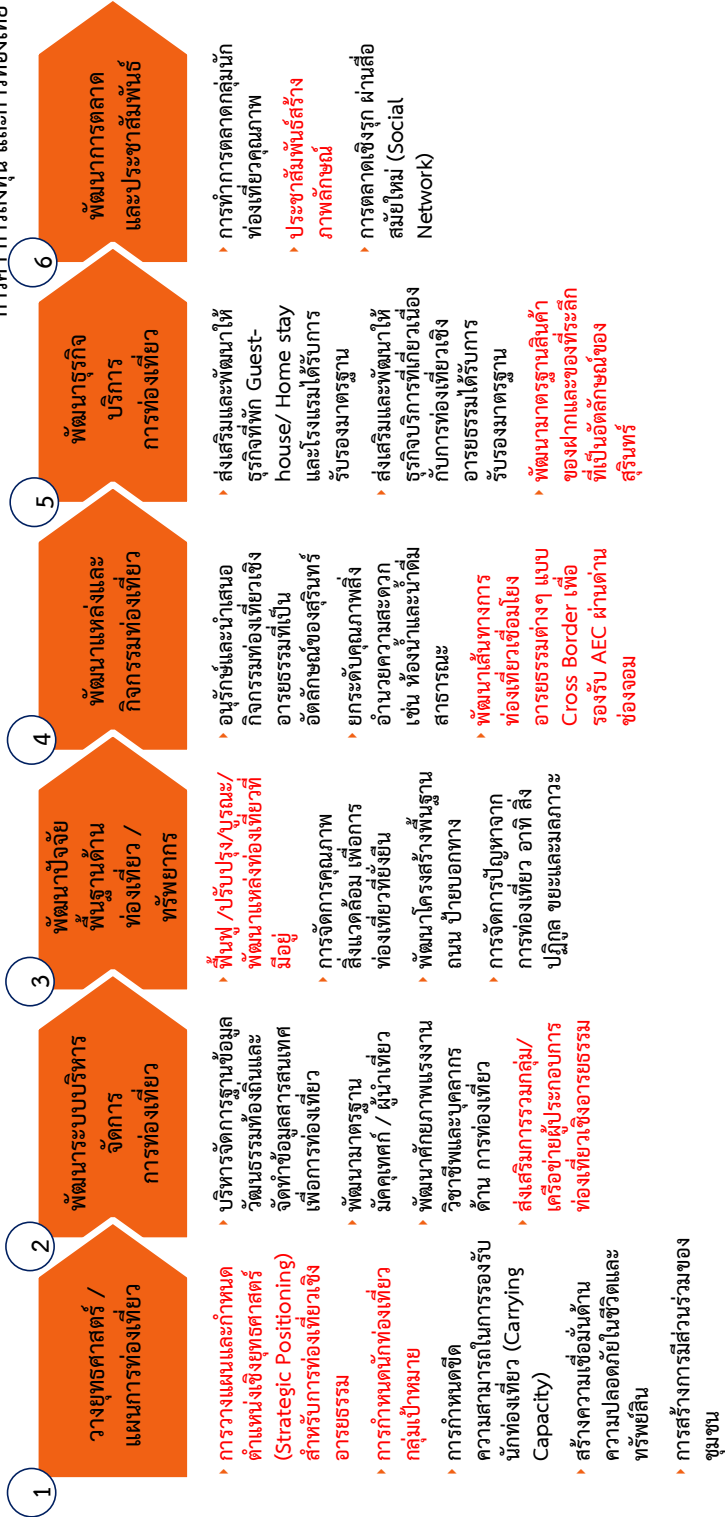 1
วางยุทธศาสตร์ /
แผนการท่องเที่ยว
การวางแผนและกำหนด
ตำแหน่งเชิงยุทธศาสตร์
(Strategic Positioning)
สำหรับการท่องเที่ยวเชิง
อารยธรรม
การกำหนดนักท่องเที่ยว
กลุ่มเป้าหมาย
การกำหนดขีด
ความสามารถในการรองรับ
นักท่องเที่ยว (Carrying
Capacity)
สร้างความเชื่อมั่นด้าน
ความปลอดภัยในชีวิตและ
ทรัพย์สิน
การสร้างการมีส่วนร่วมของ
ชุมชน
2
พัฒนาระบบบริหาร
จัดการ
การท่องเที่ยว
บริหารจัดการฐานข้อมูล
วัฒนธรรมท้องถิ่นและ
จัดทำข้อมูลสารสนเทศ
เพื่อการท่องเที่ยว
พัฒนามาตรฐาน
มัคคุเทศก์ / ผู้นำเที่ยว
พัฒนาศักยภาพแรงงาน
วิชาชีพและบุคลากร
ด้าน การท่องเที่ยว
ส่งเสริมการรวมกลุ่ม/
เครือข่ายผู้ประกอบการ
ท่องเที่ยวเชิงอารยธรรม
3
พัฒนาปัจจัย
พื้นฐานด้าน
ท่องเที่ยว /
ทรัพยากร
ฟื้นฟู /ปรับปรุง/บูรณะ/
พัฒนาแหล่งท่องเที่ยวที่
มีอยู่
การจัดการคุณภาพ
สิ่งแวดล้อม เพื่อการ
ท่องเที่ยวที่ยั่งยืน
พัฒนาโครงสร้างพื้นฐาน
ถนน ป้ายบอกทาง
การจัดการปัญหาจาก
การท่องเที่ยว อาทิ สิ่ง
ปฏิกูล ขยะและมลภาวะ
4
พัฒนาแหล่งและ
กิจกรรมท่องเที่ยว
อนุรักษ์และนำเสนอ
กิจกรรมท่องเที่ยวเชิง
อารยธรรมที่เป็น
อัตลักษณ์ของสุรินทร์
ยกระดับคุณภาพสิ่ง
อำนวยความสะดวก
เช่น ห้องน้ำและน้ำดื่ม
สาธารณะ
พัฒนาเส้นทางการ
ท่องเที่ยวเชื่อมโยง
อารยธรรมต่างๆ แบบ
Cross Border เพื่อ
รองรับ AEC ผ่านด่าน
ช่องจอม
5
พัฒนาธุรกิจ
บริการ
การท่องเที่ยว
ส่งเสริมและพัฒนาให้
ธุรกิจที่พัก Guest-
house/ Home stay
และโรงแรมได้รับการ
รับรองมาตรฐาน
ส่งเสริมและพัฒนาให้
ธุรกิจบริการที่เกี่ยวเนื่อง
กับการท่องเที่ยวเชิง
อารยธรรมได้รับการ
รับรองมาตรฐาน
พัฒนามาตรฐานสินค้า
ของฝากและของที่ระลึก
ที่เป็นอัตลักษณ์ของ
สุรินทร์
6
พัฒนาการตลาด
และประชาสัมพันธ์
การทำการตลาดกลุ่มนัก
ท่องเที่ยวคุณภาพ
ประชาสัมพันธ์สร้าง
ภาพลักษณ์
การตลาดเชิงรุก ผ่านสื่อ
สมัยใหม่ (Social
Network)